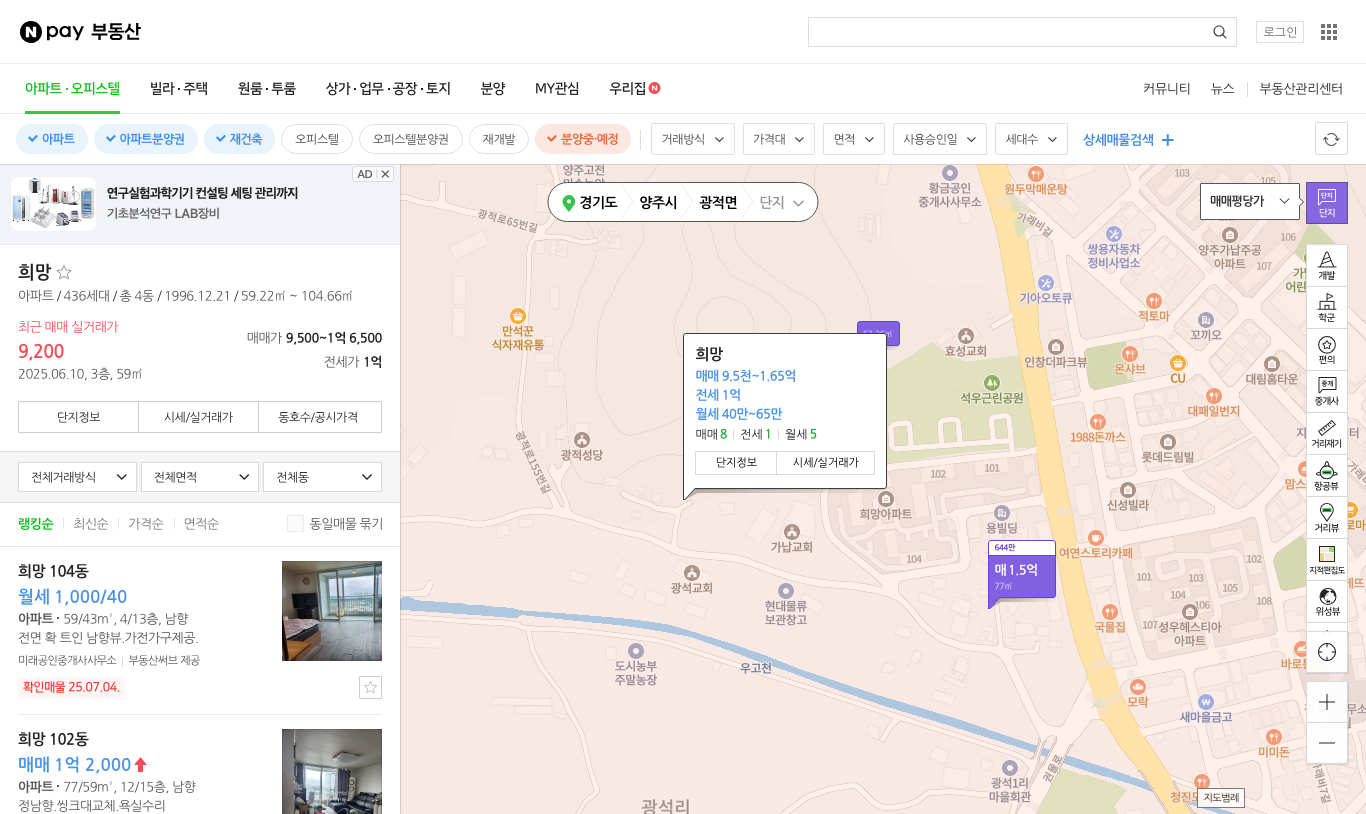 N pay 부동산
로그인
아파트·오피스텔 빌라·주택 원룸·투룸 상가·업무·공장·토지 분양 MY관심 우리집 N
커뮤니티 뉴스 부동산관리센터
아파트 아파트분양권 재건축 오피스텔 오피스텔분양권 재개발 분양중·예정 거래방식 가격대 면적 사용승인일 세대수 상세매물검색
AD
연구실험과학기기 컨설팅 세팅 관리까지
기초분석연구 LAB장비
희망
아파트 / 436세대 / 총 4동 / 1996.12.21 / 59.22㎡ ~ 104.66㎡
최근 매매 실거래가
9,200
2025.06.10, 3층, 59㎡
매매가 9,500~1억 6,500
전세가 1억
단지정보 시세/실거래가 동호수/공시가격
전체거래방식 전체면적 전체동
랭킹순 최신순 가격순 면적순 동일매물 묶기
희망 104동
월세 1,000/40
아파트 · 59/43㎡, 4/13층, 남향
전면 확 트인 남향뷰.가전가구제공.
미래공인중개사사무소 부동산써브 제공
확인매물 25.07.04.
희망 102동
매매 1억 2,000
아파트 · 77/59㎡, 12/15층, 남향
정남향.씽크대교체.욕실수리
경기도 양주시 광적면 단지
양주고전
광적로65번길
황금공인
중개사사무소
원두막매운탕
가래비길
쌍용자동차
정비사업소
양주가납주공
아파트
106
107
매매평당가
단지
단지
기아오토큐
만석꾼
식자재유통
적토마
꼬끼오
효성교회
인창더파크뷰
온샤브
CU
대림홈타운
석우근린공원
대패일번지
1988돈까스
롯데드림빌
희망
매매 9.5천~1.65억
전세 1억
월세 40만~65만
매매 8 전세 1 월세 5
단지정보 시세/실거래가
광적성당
광적로155번길
102
101
희망아파트
신성빌라
용빌딩
가납교회
104
여연스토리카페
644만
매 1.5억
77㎡
광석교회
현대물류
보관창고
101
103
102
104
105
106
108
107
국물집
성우헤스티아
아파트
도시농부
주말농장
우고천
모락
새마을금고
미미돈
광석1리
마을회관
광석리
가래비7길
개발
학군
편의
중개
중개사
거리재기
항공뷰
거리뷰
지적편집도
위성뷰
지도범례